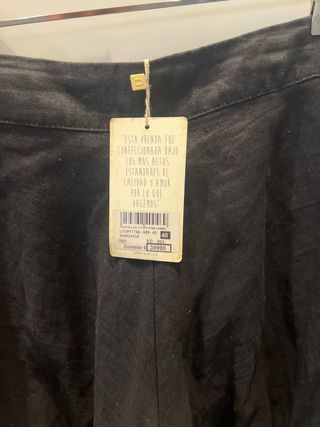 "ESTA PRENDA FUE
CONFECCIONADA BAJO
LOS MAS ALTOS
ESTANDARES DE
CALIDAD Y AMOR
POR LO QUE
HACEMOS"
40
Contado $ 39990